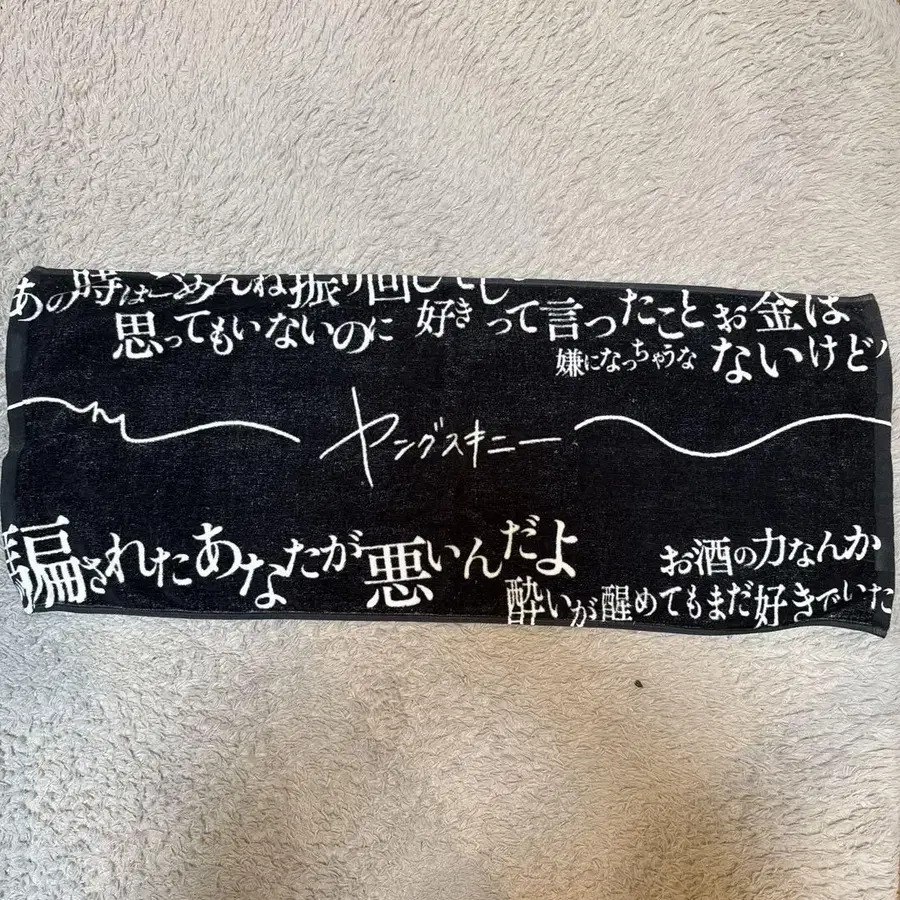 あの時はごめんね振り回して
思ってもいないのに
好きって言ったこと
お金は
ないけど
嫌になっちゃうな
ヤングスキニー
騙されたあなたが悪いんだよ
お酒の力なんか
酔いが醒めてもまだ好きでいた